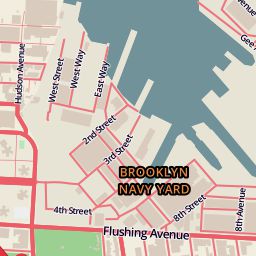 Gee
Hudson Avenue
West Street
West Way
East Way
2nd Street
3rd Street
BROOKLYN
NAVY YARD
4th Street
8th Street
8th Avenue
Flushing Avenue